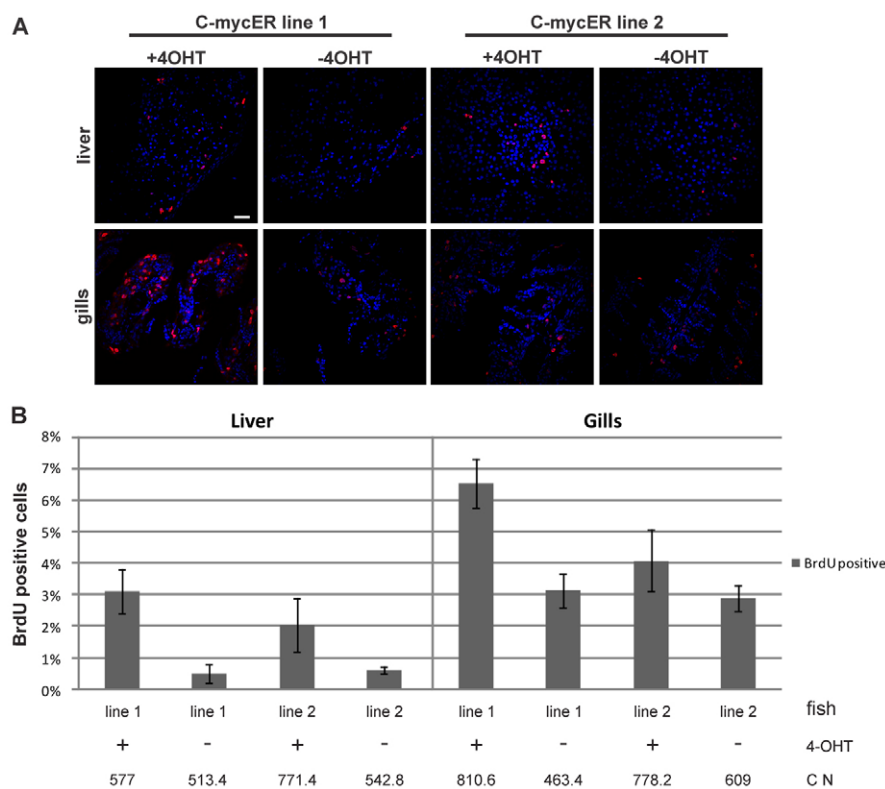 A
C-mycER line 1 C-mycER line 2
+4OHT -4OHT +4OHT -4OHT
liver
gills
B
Liver Gills
BrdU positive cells
8%
7%
6%
5%
4%
3%
2%
1%
0%
BrdU positive
line 1 line 1 line 2 line 2 line 1 line 1 line 2 line 2 fish
+ - + - + - + - 4-OHT
577 513.4 771.4 542.8 810.6 463.4 778.2 609 C N